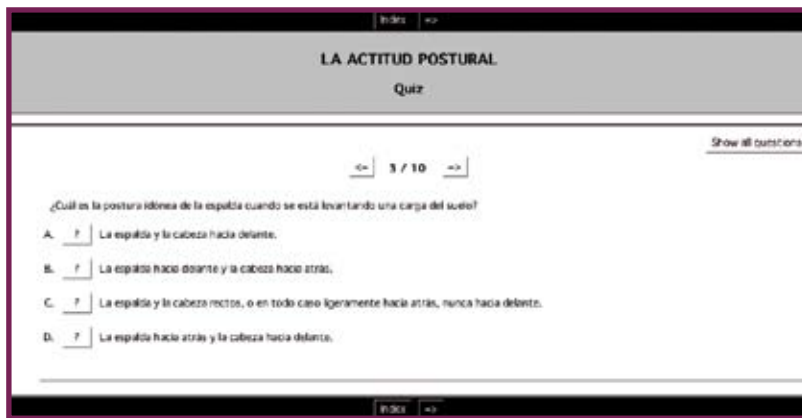 Index =>
LA ACTITUD POSTURAL
Quiz
Show all questions
<= 3 / 10 =>
¿Cuál es la postura idónea de la espalda cuando se está levantando una carga del suelo?
A. ? La espalda y la cabeza hacia delante.
B. ? La espalda hacia delante y la cabeza hacia atrás.
C. ? La espalda y la cabeza rectos, o en todo caso ligeramente hacia atrás, nunca hacia delante.
D. ? La espalda hacia atrás y la cabeza hacia delante.
Index =>